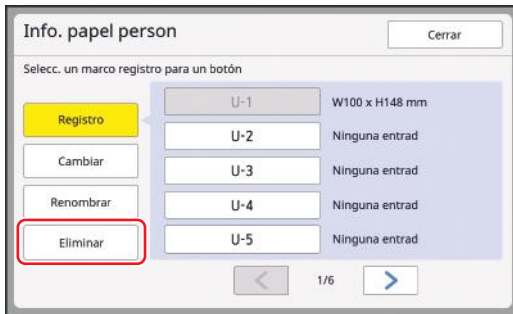 Info. papel person
Cerrar
Selecc. un marco registro para un botón
Registro
U-1 W100 x H148 mm
U-2 Ninguna entrad
Cambiar
U-3 Ninguna entrad
Renombrar
U-4 Ninguna entrad
Eliminar
U-5 Ninguna entrad
< 1/6 >